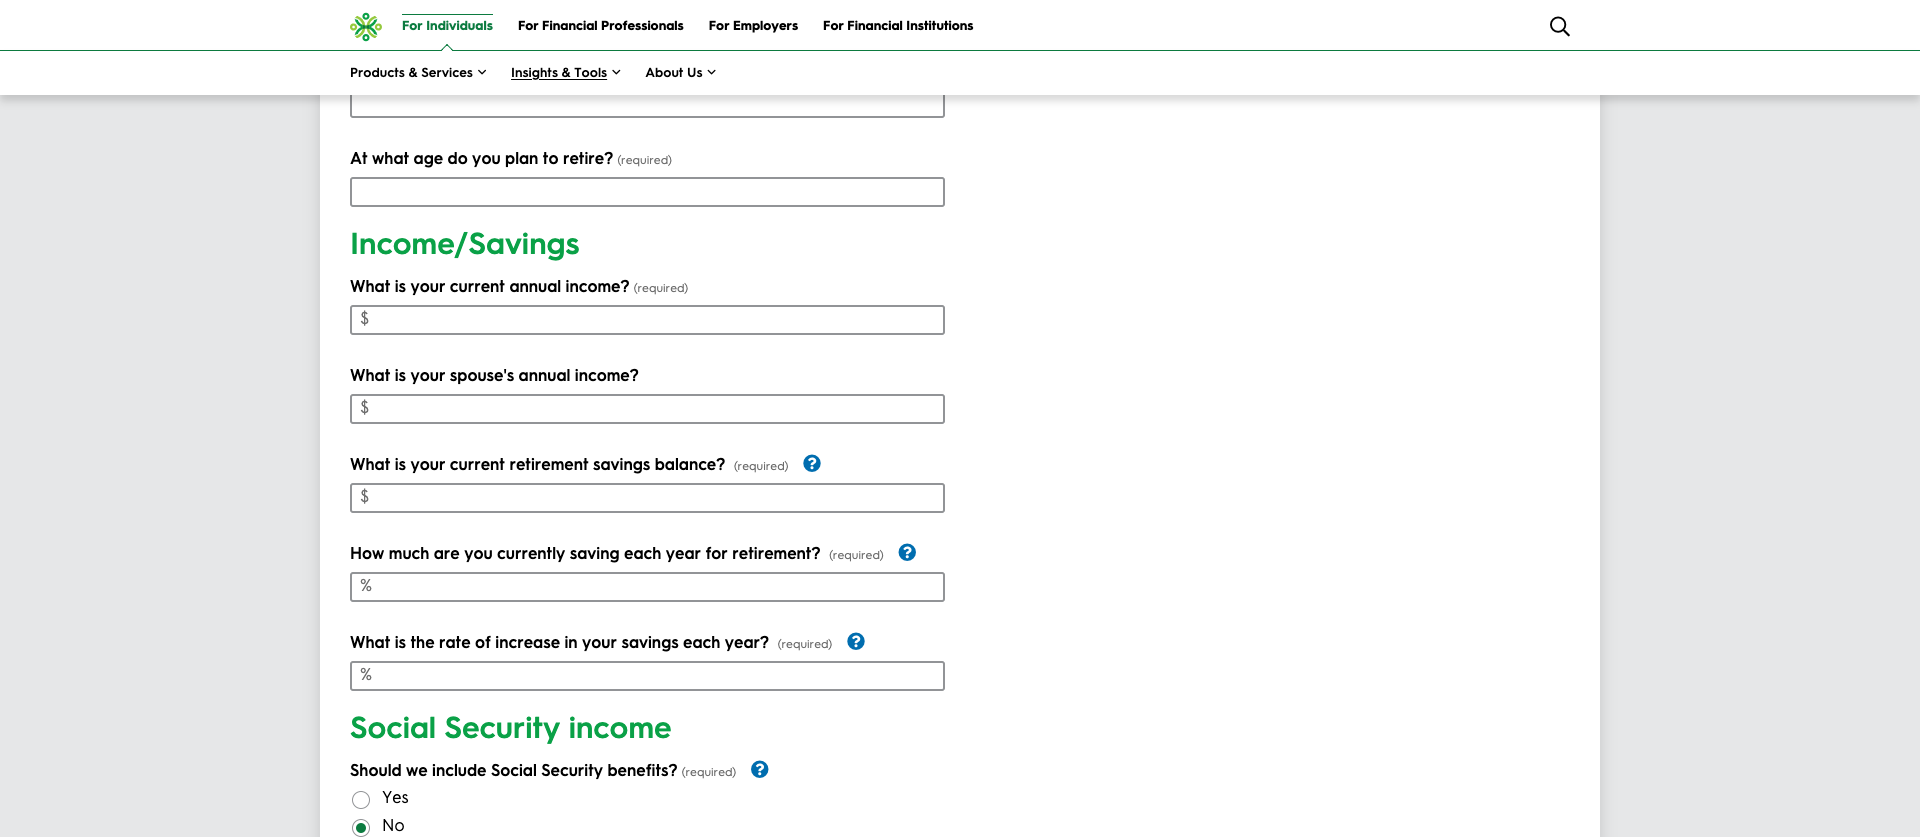 For Individuals
For Financial Professionals
For Employers
For Financial Institutions
Products & Services
Insights & Tools
About Us
At what age do you plan to retire? (required)
Income/Savings
What is your current annual income? (required)
$
What is your spouse's annual income?
$
What is your current retirement savings balance? (required) ?
$
How much are you currently saving each year for retirement? (required) ?
%
What is the rate of increase in your savings each year? (required) ?
%
Social Security income
Should we include Social Security benefits? (required) ?
Yes
No